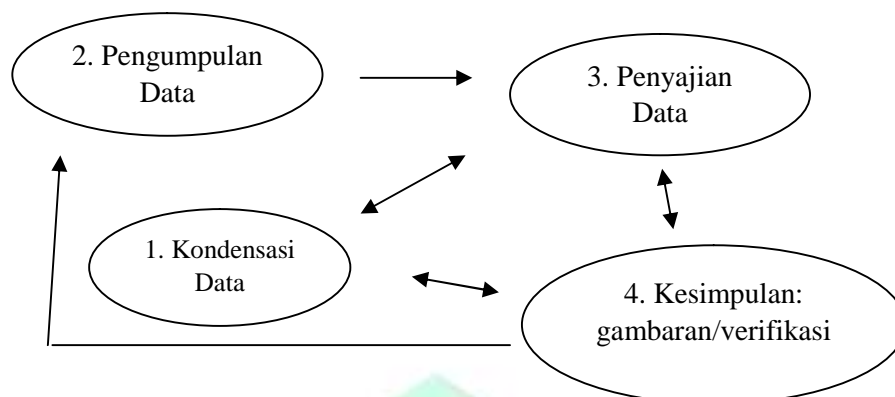 2. Pengumpulan
Data
3. Penyajian
Data
1. Kondensasi
Data
4. Kesimpulan:
gambaran/verifikasi